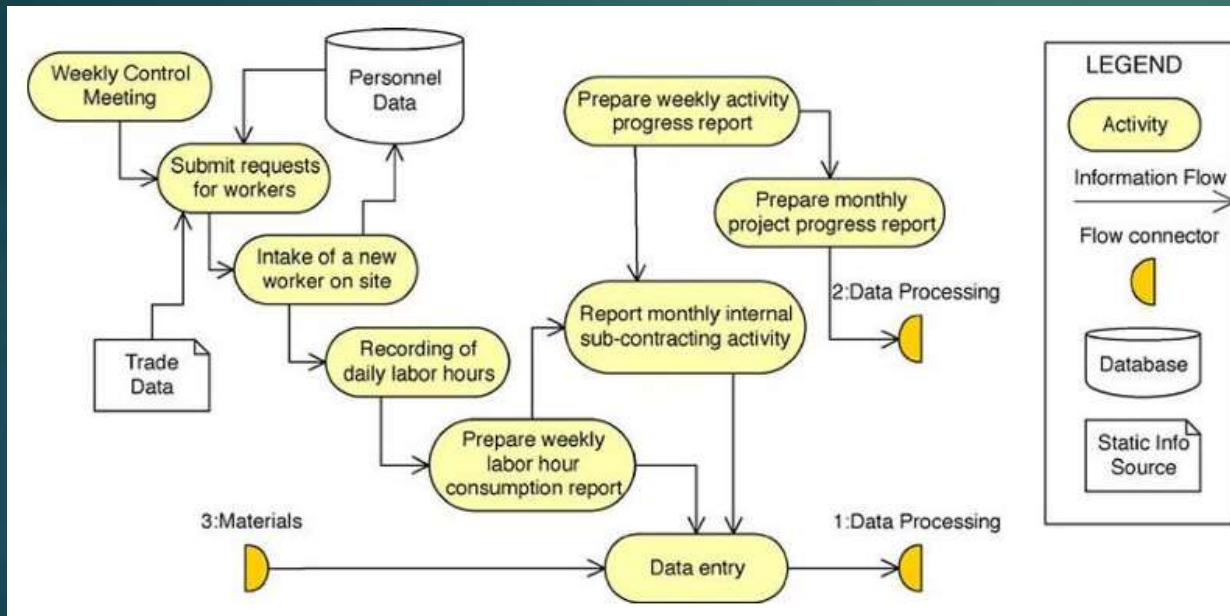 Weekly Control
Meeting
Personnel
Data
Submit requests
for workers
Intake of a new
worker on site
Trade
Data
Recording of
daily labor hours
Prepare weekly
labor hour
consumption report
Prepare weekly activity
progress report
Prepare monthly
project progress report
2:Data Processing
Report monthly internal
sub-contracting activity
3:Materials
Data entry
1:Data Processing
LEGEND
Activity
Information Flow
Flow connector
Database
Static Info
Source